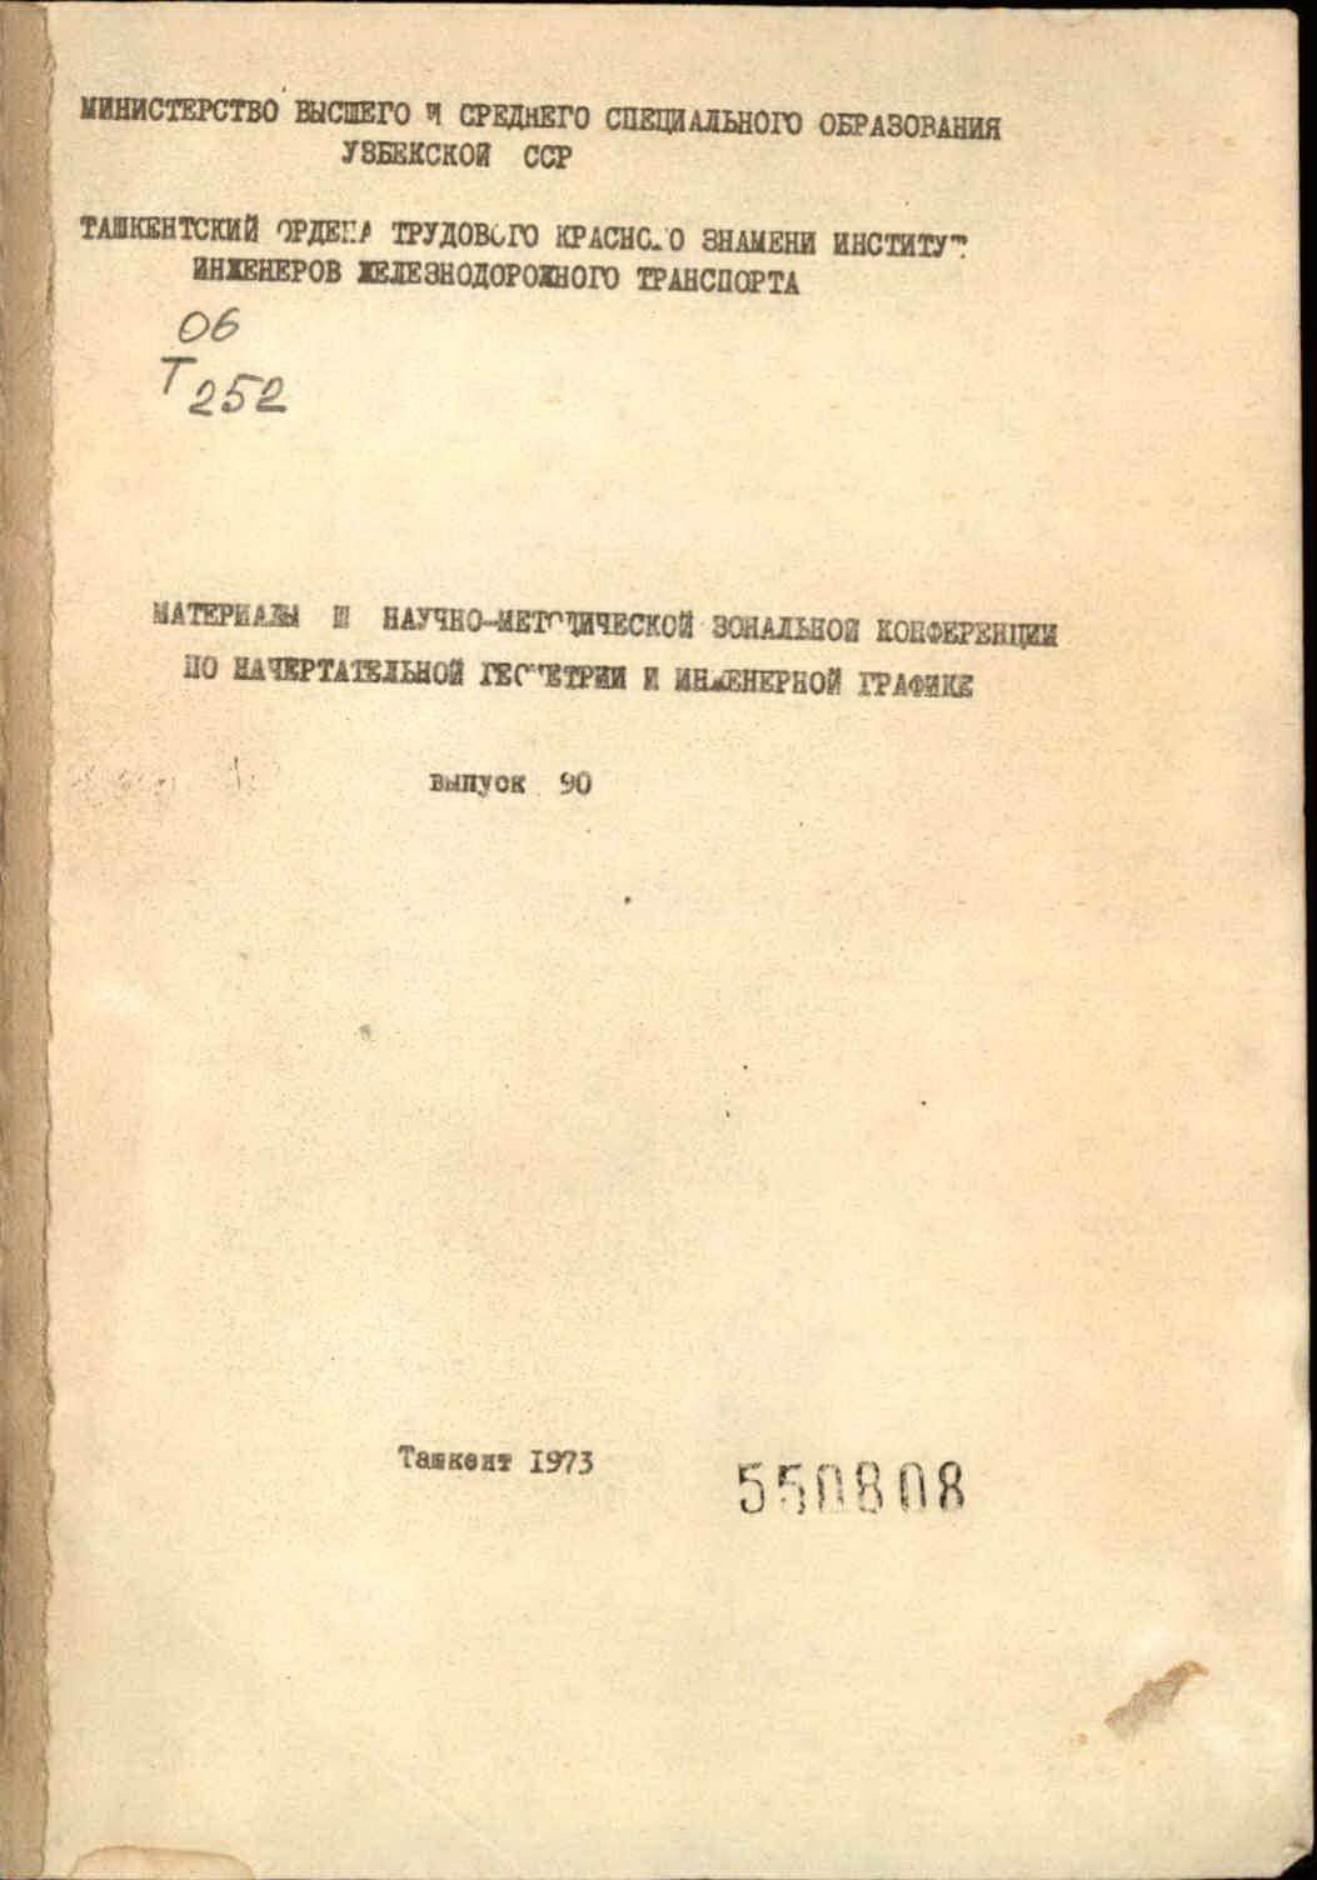 МИНИСТЕРСТВО ВЫСШЕГО И СРЕДНЕГО СПЕЦИАЛЬНОГО ОБРАЗОВАНИЯ
УЗБЕКСКОЙ ССР
ТАШКЕНТСКИЙ ОРДЕНА ТРУДОВОГО КРАСНОГО ЗНАМЕНИ ИНСТИТУТ
ИНЖЕНЕРОВ ЖЕЛЕЗНОДОРОЖНОГО ТРАНСПОРТА
06
Т252
МАТЕРИАЛЫ Ш НАУЧНО-МЕТОДИЧЕСКОЙ ЗОНАЛЬНОЙ КОНФЕРЕНЦИИ
ПО НАЧЕРТАТЕЛЬНОЙ ГЕОМЕТРИИ И ИНЖЕНЕРНОЙ ГРАФИКЕ
выпуск 90
Ташкент 1973
550808